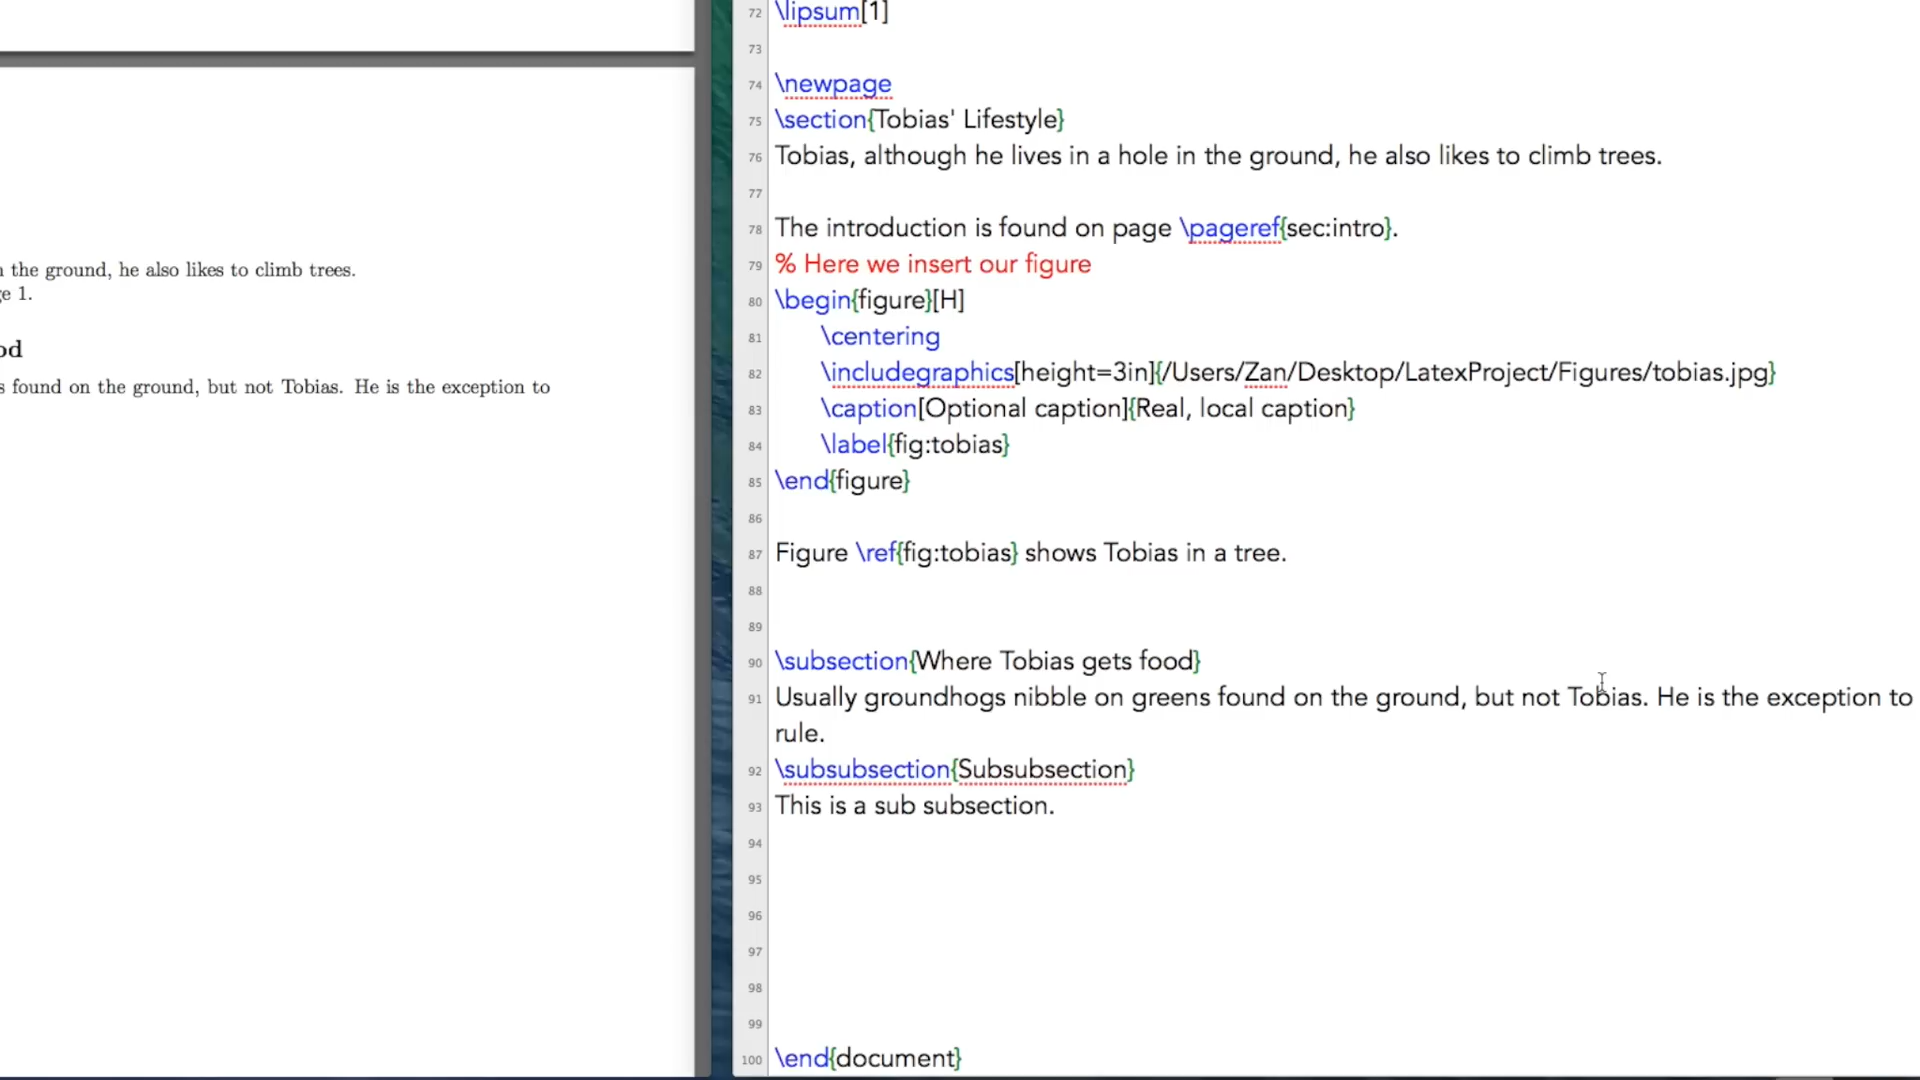 n the ground, he also likes to climb trees.
e 1.
od
s found on the ground, but not Tobias. He is the exception to
72 \lipsum[1]
73
74 \newpage
75 \section{Tobias' Lifestyle}
76 Tobias, although he lives in a hole in the ground, he also likes to climb trees.
77
78 The introduction is found on page \pageref{sec:intro}.
79 % Here we insert our figure
80 \begin{figure}[H]
81 \centering
82 \includegraphics[height=3in]{/Users/Zan/Desktop/LatexProject/Figures/tobias.jpg}
83 \caption[Optional caption]{Real, local caption}
84 \label{fig:tobias}
85 \end{figure}
86
87 Figure \ref{fig:tobias} shows Tobias in a tree.
88
89
90 \subsection{Where Tobias gets food}
91 Usually groundhogs nibble on greens found on the ground, but not Tobias. He is the exception to
rule.
92 \subsubsection{Subsubsection}
93 This is a sub subsection.
94
95
96
97
98
99
100 \end{document}